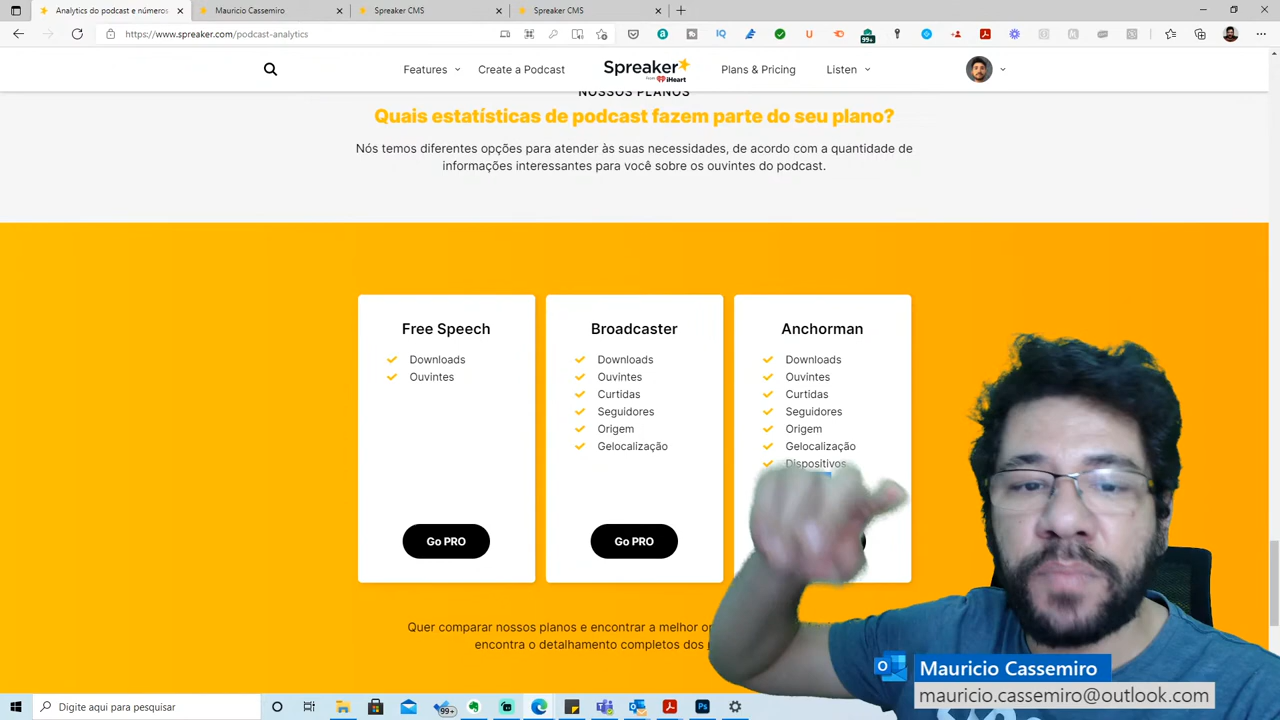 Analytics do podcast e números
Mauricio Cassemiro
Spreaker CMS
Spreaker CMS
https://www.spreaker.com/podcast-analytics
99+
Features
Create a Podcast
Spreaker
iHeart
Plans & Pricing
Listen
NOSSOS PLANOS
Quais estatísticas de podcast fazem parte do seu plano?
Nós temos diferentes opções para atender às suas necessidades, de acordo com a quantidade de
informações interessantes para você sobre os ouvintes do podcast.
Free Speech
Downloads
Ouvintes
Go PRO
Broadcaster
Downloads
Ouvintes
Curtidas
Seguidores
Origem
Gelocalização
Go PRO
Anchorman
Downloads
Ouvintes
Curtidas
Seguidores
Origem
Gelocalização
Dispositivos
Quer comparar nossos planos e encontrar a melhor
encontra o detalhamento completos dos
Mauricio Cassemiro
mauricio.cassemiro@outlook.com
Digite aqui para pesquisar
99+